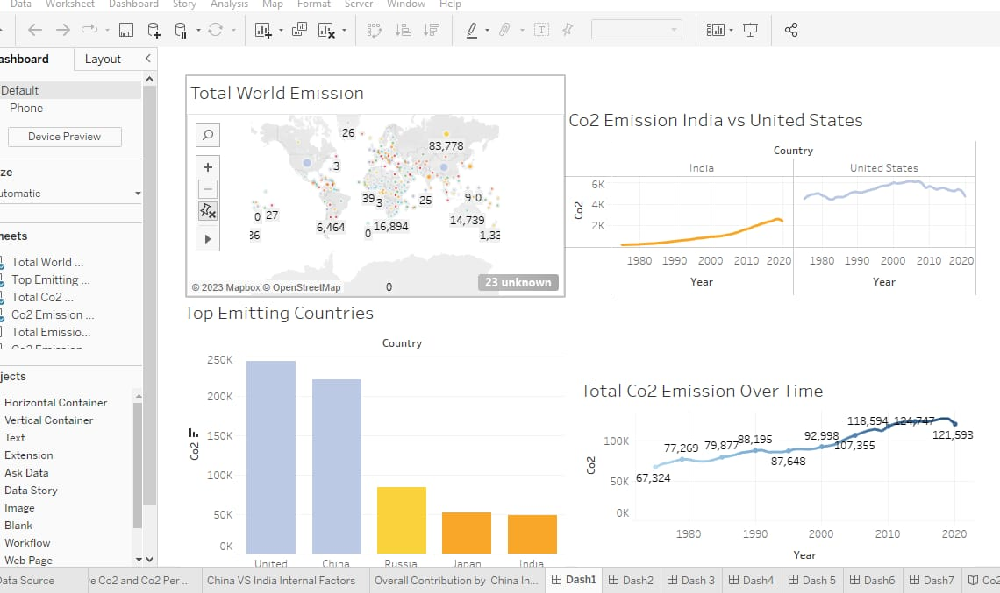 Data Worksheet Dashboard Story Analysis Map Format Server Window Help
ashboard Layout
Default
Phone
Device Preview
ze
utomatic
heets
Total World ...
Top Emitting ...
Total Co2 ...
Co2 Emission ...
Total Emissio...
Co2 Emission
jects
Horizontal Container
Vertical Container
Text
Extension
Ask Data
Data Story
Image
Blank
Workflow
Web Page
Total World Emission
26
83,778
3
39
3
25
9
0
0
27
36
6,464
0
16,894
14,739
1,33
0
© 2023 Mapbox © OpenStreetMap
23 unknown
Co2 Emission India vs United States
Country
India United States
6K
4K
2K
Co2
1980 1990 2000 2010 2020 1980 1990 2000 2010 2020
Year Year
Top Emitting Countries
Country
250K
200K
150K
100K
50K
0K
Co2
United China Russia Japan India
Total Co2 Emission Over Time
100K
50K
0K
Co2
67,324
77,269
79,877
88,195
87,648
92,998
107,355
118,594
124,747
121,593
1980 1990 2000 2010 2020
Year
ata Source
ve Co2 and Co2 Per ...
China VS India Internal Factors
Overall Contribution by China In...
Dash1
Dash2
Dash 3
Dash4
Dash 5
Dash6
Dash7
Co2